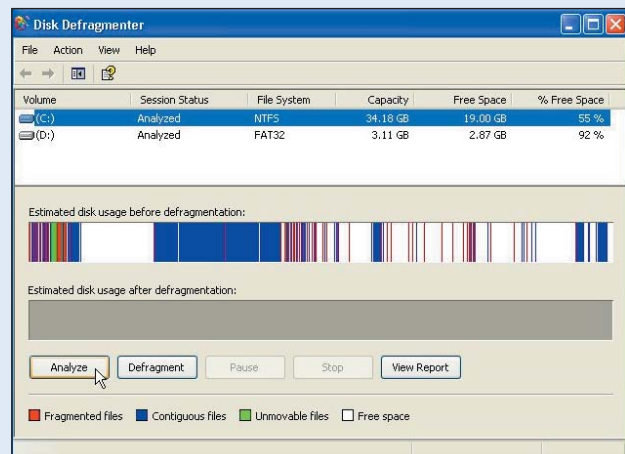 Disk Defragmenter
File Action View Help
Volume Session Status File System Capacity Free Space % Free Space
(C:) Analyzed NTFS 34.18 GB 19.00 GB 55 %
(D:) Analyzed FAT32 3.11 GB 2.87 GB 92 %
Estimated disk usage before defragmentation:
Estimated disk usage after defragmentation:
Analyze Defragment Pause Stop View Report
Fragmented files Contiguous files Unmovable files Free space